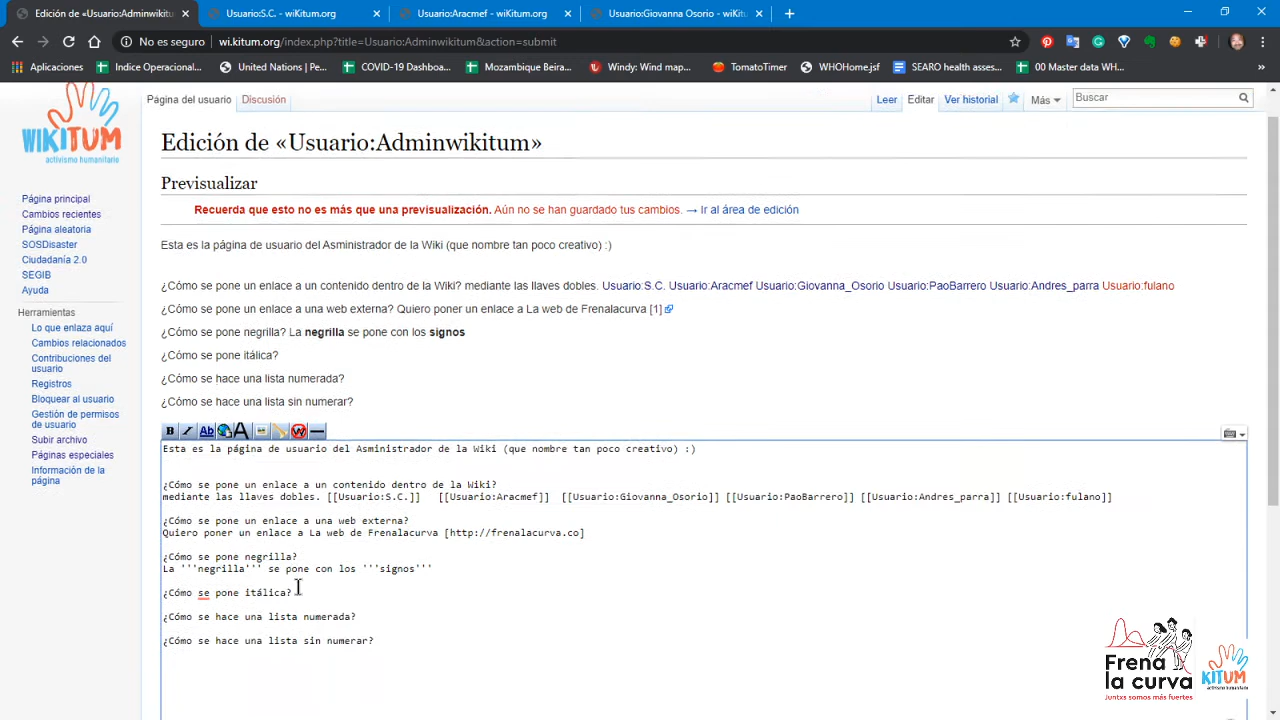 Edición de «Usuario:Adminwikitum
Usuario:S.C. - wiKitum.org
Usuario:Aracmef - wiKitum.org
Usuario:Giovanna Osorio - wiKitu
No es seguro
wi.kitum.org/index.php?title=Usuario:Adminwikitum&action=submit
Aplicaciones
Indice Operacional...
United Nations | Pe...
COVID-19 Dashboa...
Mozambique Beira...
Windy: Wind map...
TomatoTimer
WHOHome.jsf
SEARO health asses...
00 Master data WH...
»
WIKITUM
activismo humanitario
Página del usuario
Discusión
Leer
Editar
Ver historial
Más
Buscar
Página principal
Cambios recientes
Página aleatoria
SOSDisaster
Ciudadanía 2.0
SEGIB
Ayuda
Herramientas
Lo que enlaza aquí
Cambios relacionados
Contribuciones del
usuario
Registros
Bloquear al usuario
Gestión de permisos
de usuario
Subir archivo
Páginas especiales
Información de la
página
Edición de «Usuario:Adminwikitum»
Previsualizar
Recuerda que esto no es más que una previsualización. Aún no se han guardado tus cambios. → Ir al área de edición
Esta es la página de usuario del Asministrador de la Wiki (que nombre tan poco creativo) :)
¿Cómo se pone un enlace a un contenido dentro de la Wiki? mediante las llaves dobles. Usuario:S.C. Usuario:Aracmef Usuario:Giovanna_Osorio Usuario:PaoBarrero Usuario:Andres_parra Usuario:fulano
¿Cómo se pone un enlace a una web externa? Quiero poner un enlace a La web de Frenalacurva [1]
¿Cómo se pone negrilla? La negrilla se pone con los signos
¿Cómo se pone itálica?
¿Cómo se hace una lista numerada?
¿Cómo se hace una lista sin numerar?
B I Ab A
Esta es la página de usuario del Asministrador de la Wiki (que nombre tan poco creativo) :)
¿Cómo se pone un enlace a un contenido dentro de la Wiki?
mediante las llaves dobles. [[Usuario:S.C.]] [[Usuario:Aracmef]] [[Usuario:Giovanna_Osorio]] [[Usuario:PaoBarrero]] [[Usuario:Andres_parra]] [[Usuario:fulano]]
¿Cómo se pone un enlace a una web externa?
Quiero poner un enlace a La web de Frenalacurva [http://frenalacurva.co]
¿Cómo se pone negrilla?
La '''negrilla''' se pone con los '''signos'''
¿Cómo se pone itálica?
¿Cómo se hace una lista numerada?
¿Cómo se hace una lista sin numerar?
Frena
la curva
Juntxs somos más fuertes
KITUM
activismo humanitario